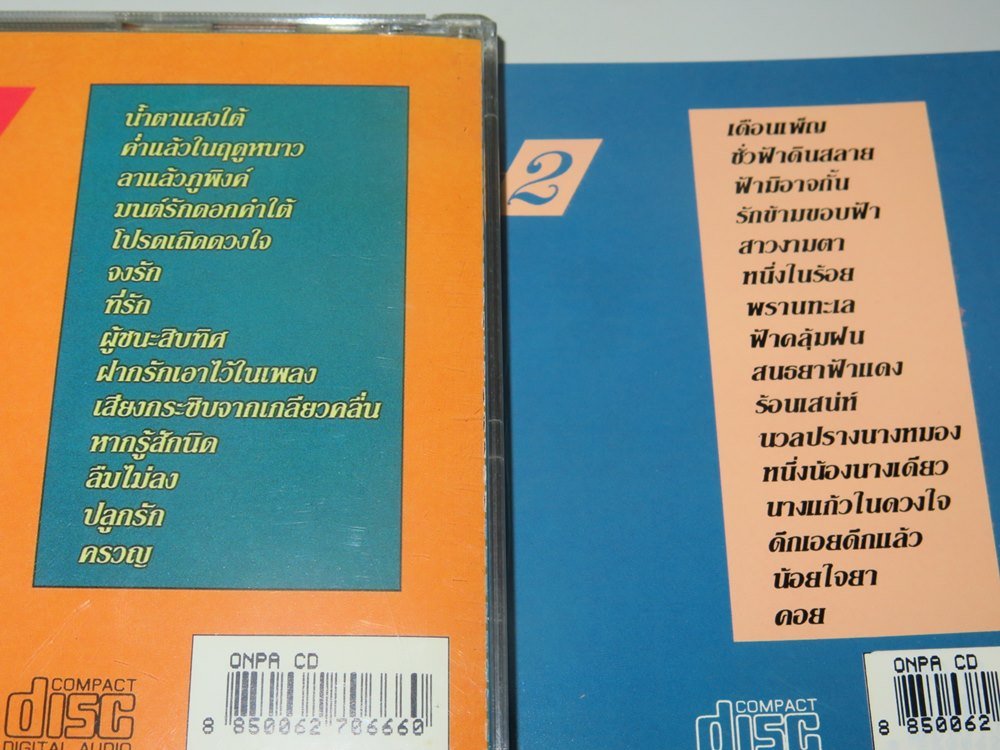 น้ำตาแสงใต้
ค่ำแล้วในฤดูหนาว
ลาแล้วภูพิงค์
มนต์รักดอกคำใต้
โปรดเถิดดวงใจ
จงรัก
ที่รัก
ผู้ชนะสิบทิศ
ฝากรักเอาไว้ในเพลง
เสียงกระซิบจากเกลียวคลื่น
หากรู้สักนิด
ลืมไม่ลง
ปลูกรัก
ครวญ
ONPA CD
8 850062 706660
COMPACT
disc
DIGITAL AUDIO
2
เดือนเพ็ญ
ชั่วฟ้าดินสลาย
ฟ้ามิอาจกั้น
รักข้ามขอบฟ้า
สาวงามตา
หนึ่งในร้อย
พรานทะเล
ฟ้าคลุ้มฝน
สนธยาฟ้าแดง
ร้อนเสน่ห์
นวลปรางนางหมอง
หนึ่งน้องนางเดียว
นางแก้วในดวงใจ
ดึกเอยดึกแล้ว
น้อยใจยา
คอย
ONPA CD
8 850062
COMPACT
disc